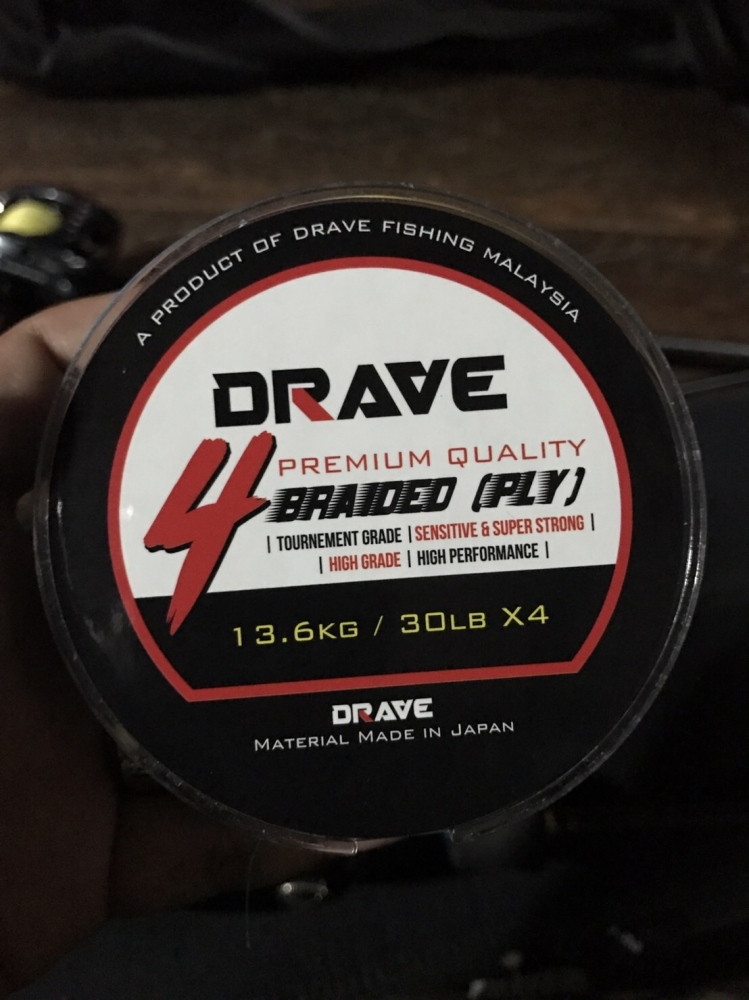 A PRODUCT OF DRAVE FISHING MALAYSIA
DRAVE
4
PREMIUM QUALITY
BRAIDED (PLY)
| TOURNEMENT GRADE | SENSITIVE & SUPER STRONG |
| HIGH GRADE | HIGH PERFORMANCE |
13.6KG / 30LB X4
DRAVE
MATERIAL MADE IN JAPAN